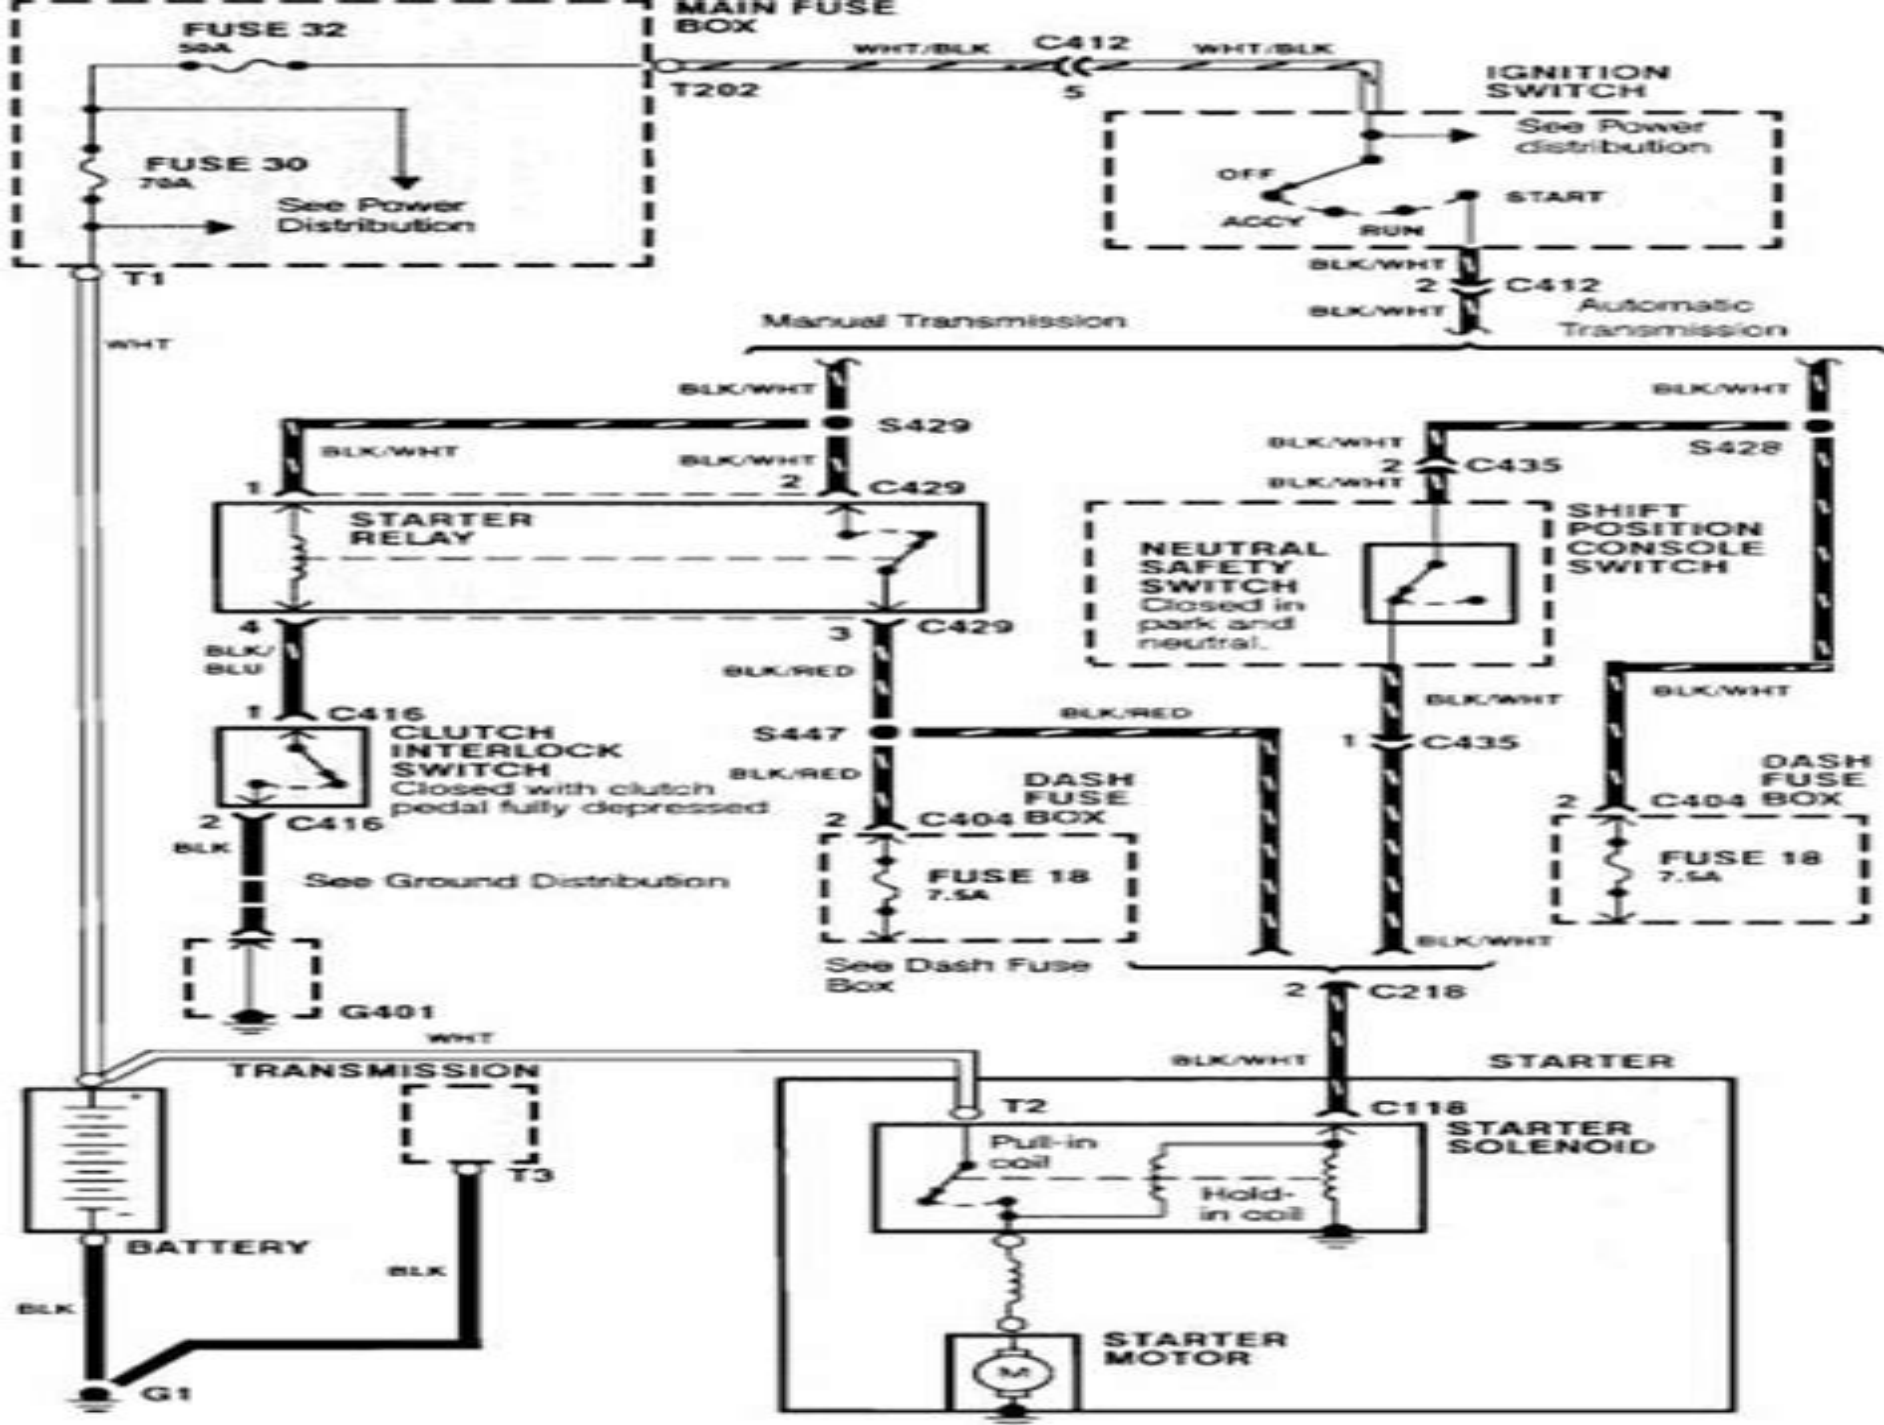 MAIN FUSE
BOX
FUSE 32
50A
WHT/BLK
C412
WHT/BLK
T202
5
IGNITION
SWITCH
See Power
distribution
OFF
ACCY
RUN
START
FUSE 30
70A
See Power
Distribution
T1
WHT
BLK/WHT
2
C412
BLK/WHT
Manual Transmission
Automatic
Transmission
BLK/WHT
S429
BLK/WHT
BLK/WHT
1
2
C429
STARTER
RELAY
4
BLK/
BLU
3
C429
BLK/RED
BLK/WHT
S428
BLK/WHT
2
C435
BLK/WHT
SHIFT
POSITION
CONSOLE
SWITCH
NEUTRAL
SAFETY
SWITCH
Closed in
park and
neutral.
BLK/WHT
BLK/WHT
1
C435
1
C416
CLUTCH
INTERLOCK
SWITCH
Closed with clutch
pedal fully depressed
2
C416
BLK
See Ground Distribution
G401
S447
BLK/RED
BLK/RED
DASH
FUSE
BOX
2
C404
FUSE 18
7.5A
See Dash Fuse
Box
DASH
FUSE
BOX
2
C404
FUSE 18
7.5A
BLK/WHT
2
C218
WHT
BLK/WHT
STARTER
TRANSMISSION
T3
T2
C118
STARTER
SOLENOID
Pull-in
coil
Hold-
in coil
+
-
BATTERY
BLK
BLK
G1
STARTER
MOTOR
M